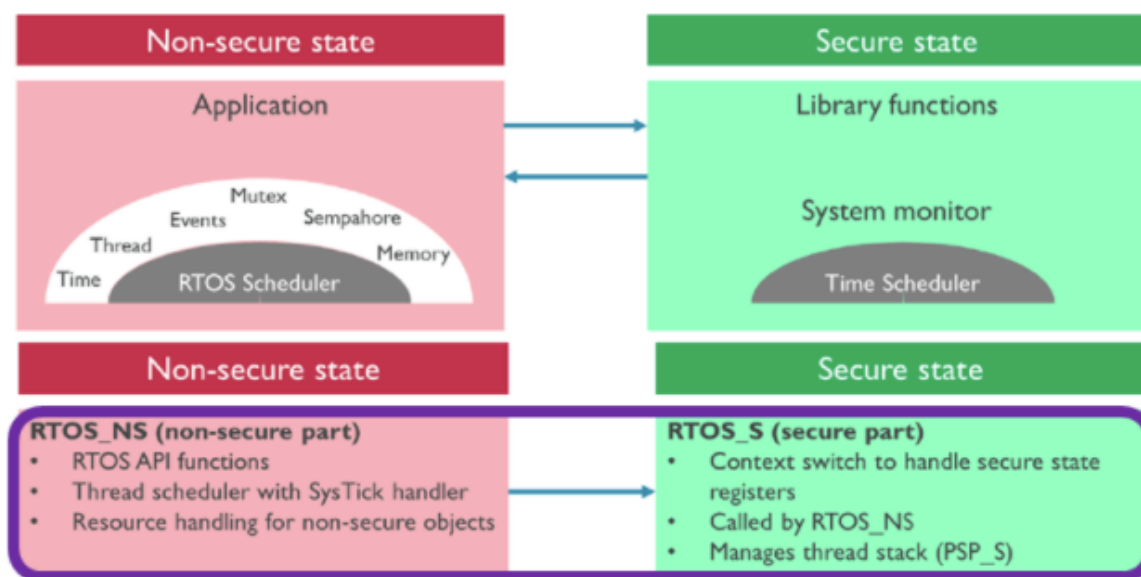 Non-secure state
Secure state
Application
Library functions
Mutex
Events
Sempahore
Thread
Memory
Time
RTOS Scheduler
System monitor
Time Scheduler
Non-secure state
Secure state
RTOS_NS (non-secure part)
• RTOS API functions
• Thread scheduler with SysTick handler
• Resource handling for non-secure objects
RTOS_S (secure part)
• Context switch to handle secure state
registers
• Called by RTOS_NS
• Manages thread stack (PSP_S)